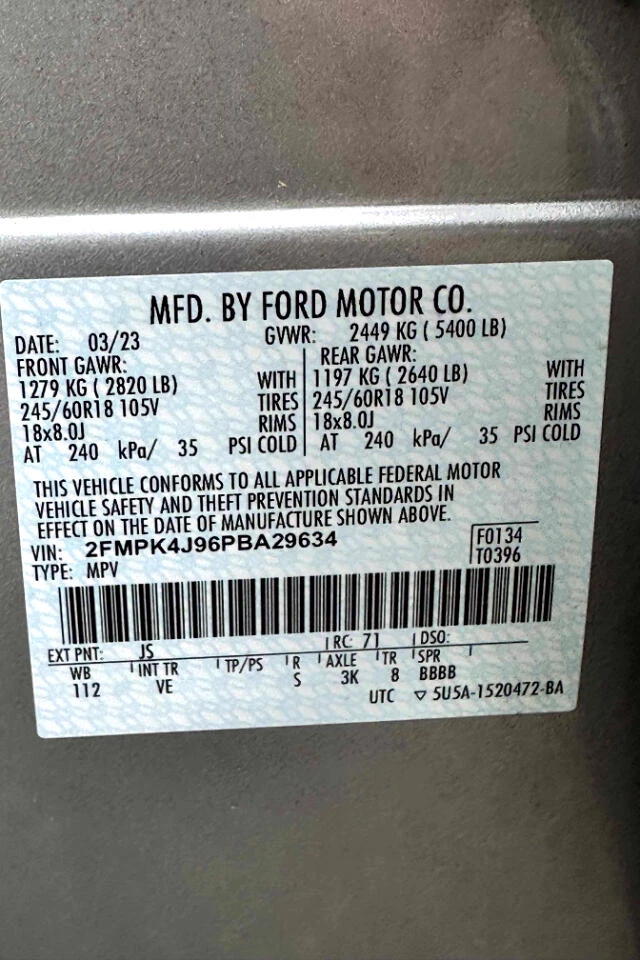 MFD. BY FORD MOTOR CO.
DATE: 03/23 GVWR: 2449 KG ( 5400 LB)
FRONT GAWR: REAR GAWR:
1279 KG ( 2820 LB) WITH 1197 KG ( 2640 LB) WITH
245/60R18 105V TIRES 245/60R18 105V TIRES
18x8.0J RIMS 18x8.0J RIMS
AT 240 kPa/ 35 PSI COLD AT 240 kPa/ 35 PSI COLD
THIS VEHICLE CONFORMS TO ALL APPLICABLE FEDERAL MOTOR
VEHICLE SAFETY AND THEFT PREVENTION STANDARDS IN
EFFECT ON THE DATE OF MANUFACTURE SHOWN ABOVE.
VIN: 2FMPK4J96PBA29634 F0134
TYPE: MPV T0396
EXT PNT: JS RC: 71 DSO:
WB INT TR TP/PS R AXLE TR SPR
112 VE S 3K 8 BBBB
UTC ▽ 5U5A-1520472-BA